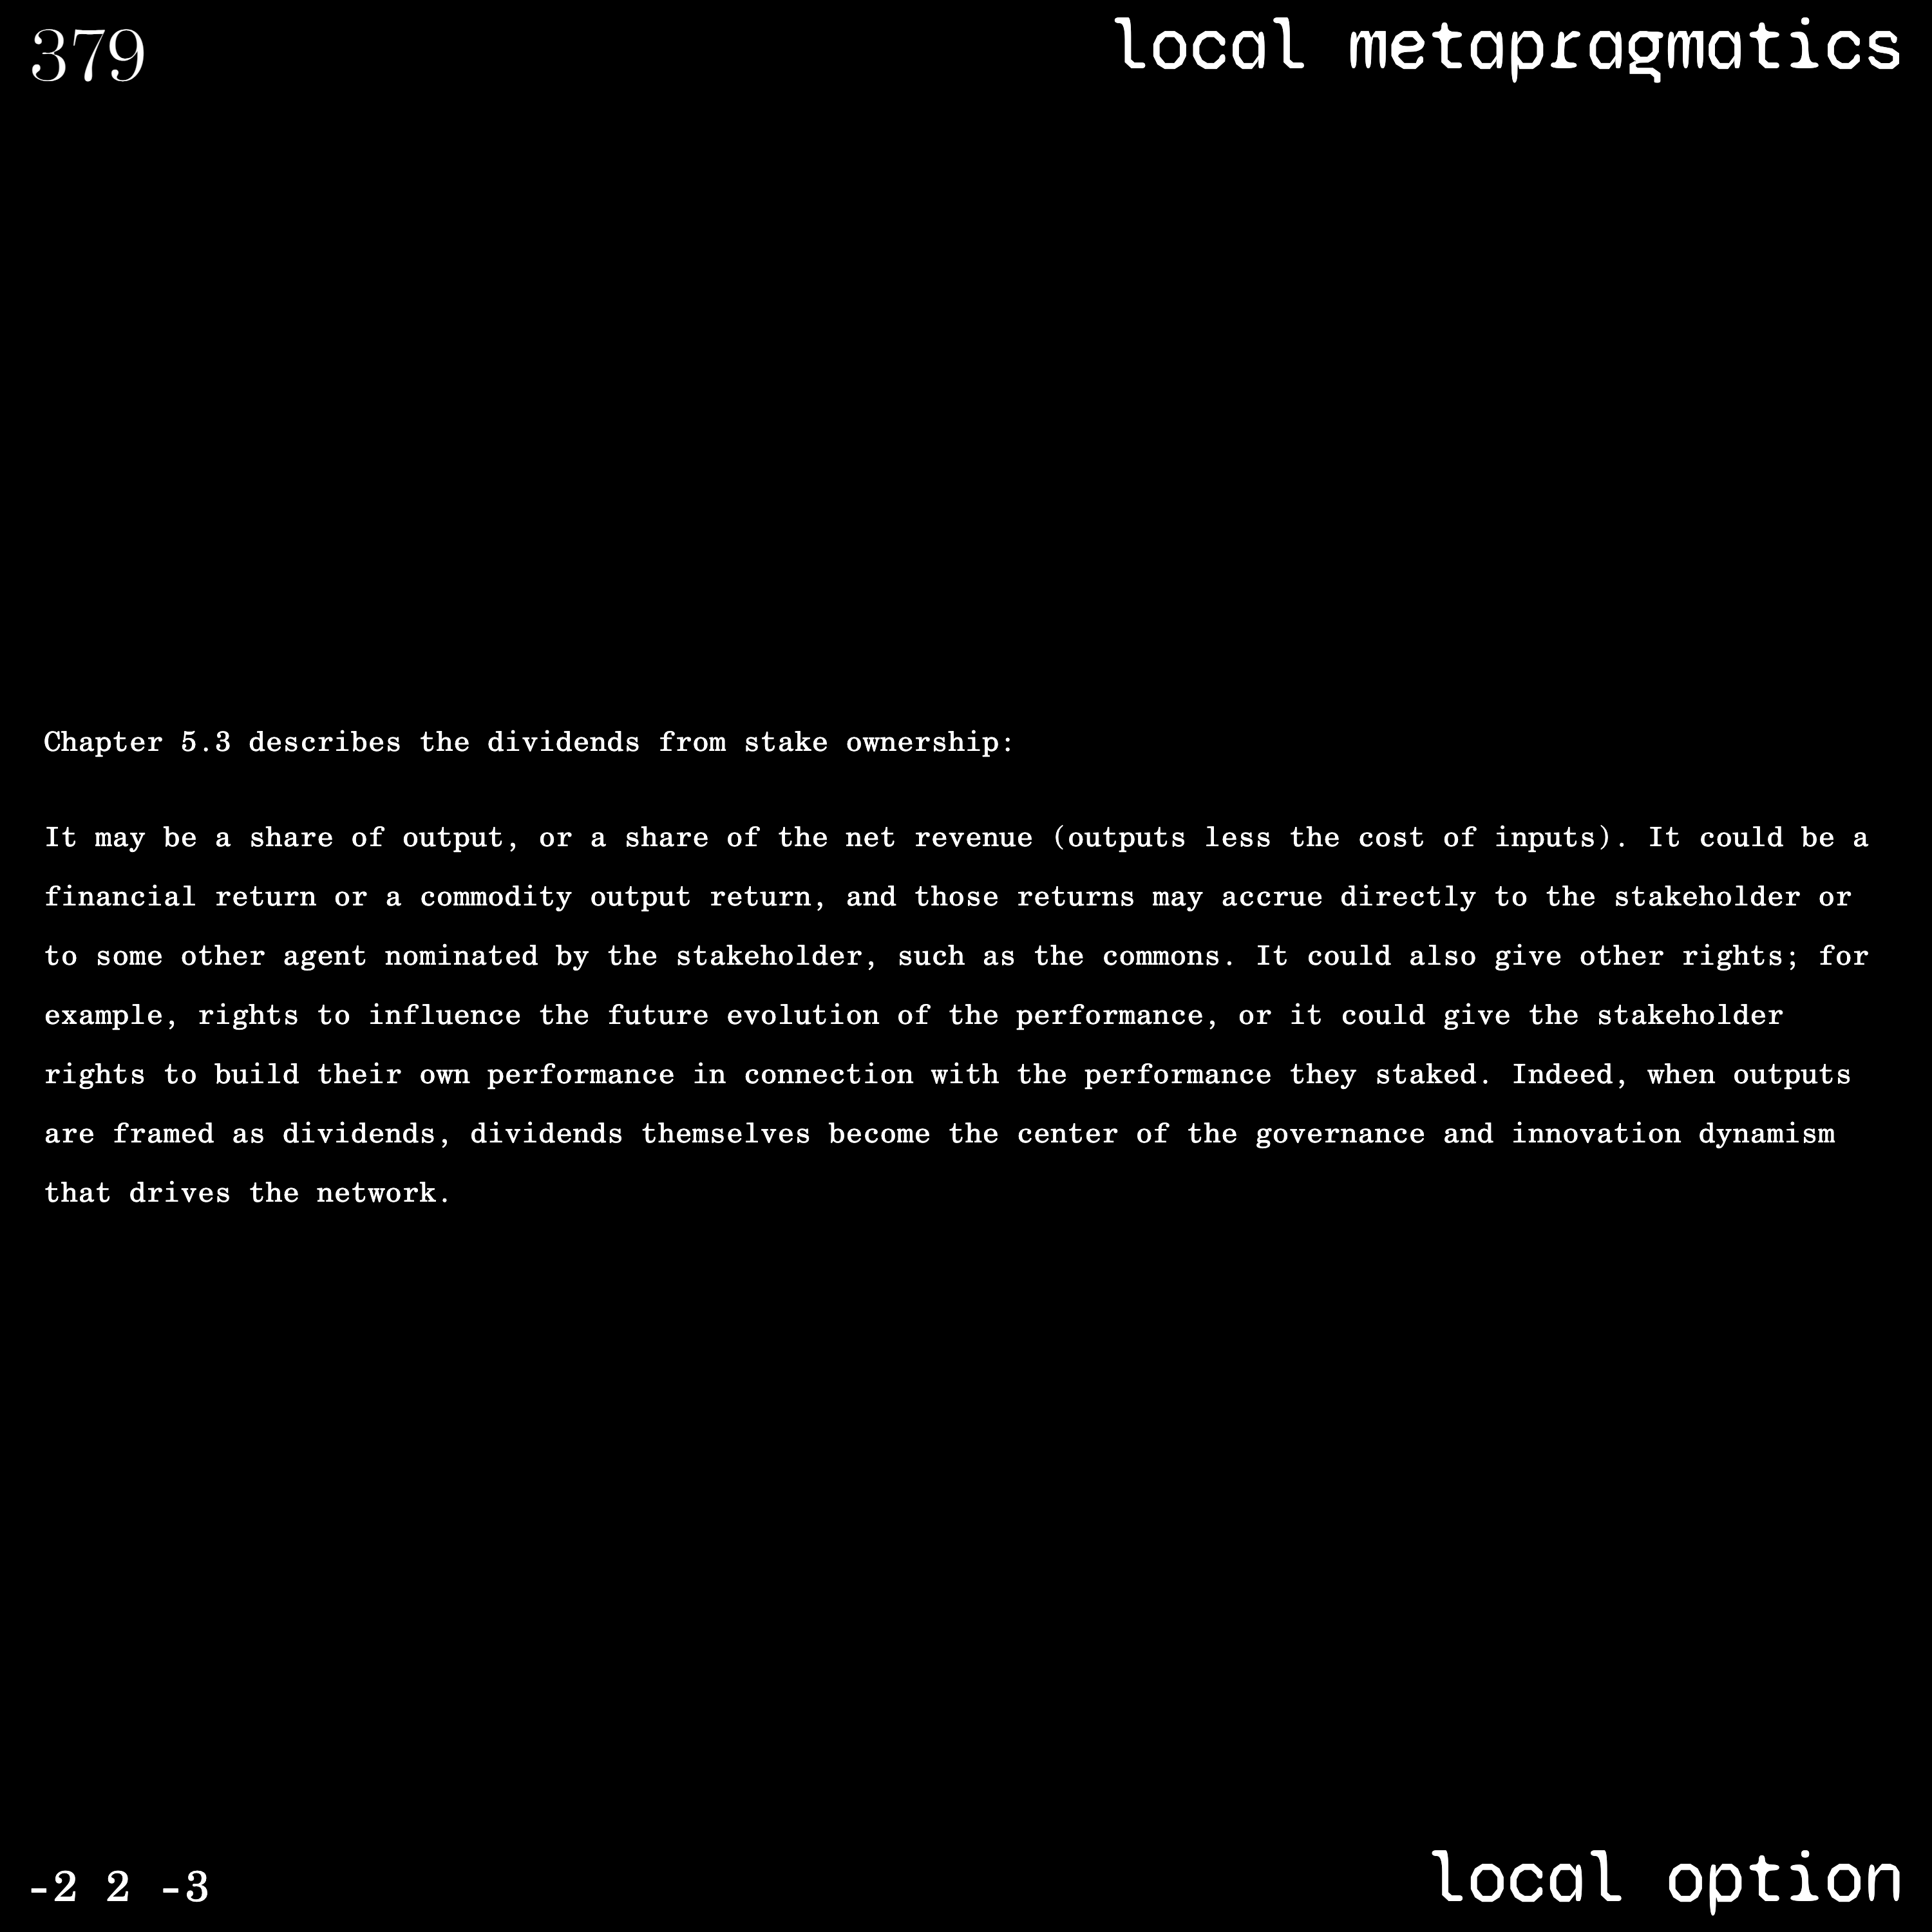 379
local metapragmatics
Chapter 5.3 describes the dividends from stake ownership:
It may be a share of output, or a share of the net revenue (outputs less the cost of inputs). It could be a
financial return or a commodity output return, and those returns may accrue directly to the stakeholder or
to some other agent nominated by the stakeholder, such as the commons. It could also give other rights; for
example, rights to influence the future evolution of the performance, or it could give the stakeholder
rights to build their own performance in connection with the performance they staked. Indeed, when outputs
are framed as dividends, dividends themselves become the center of the governance and innovation dynamism
that drives the network.
-2 2 -3
local option